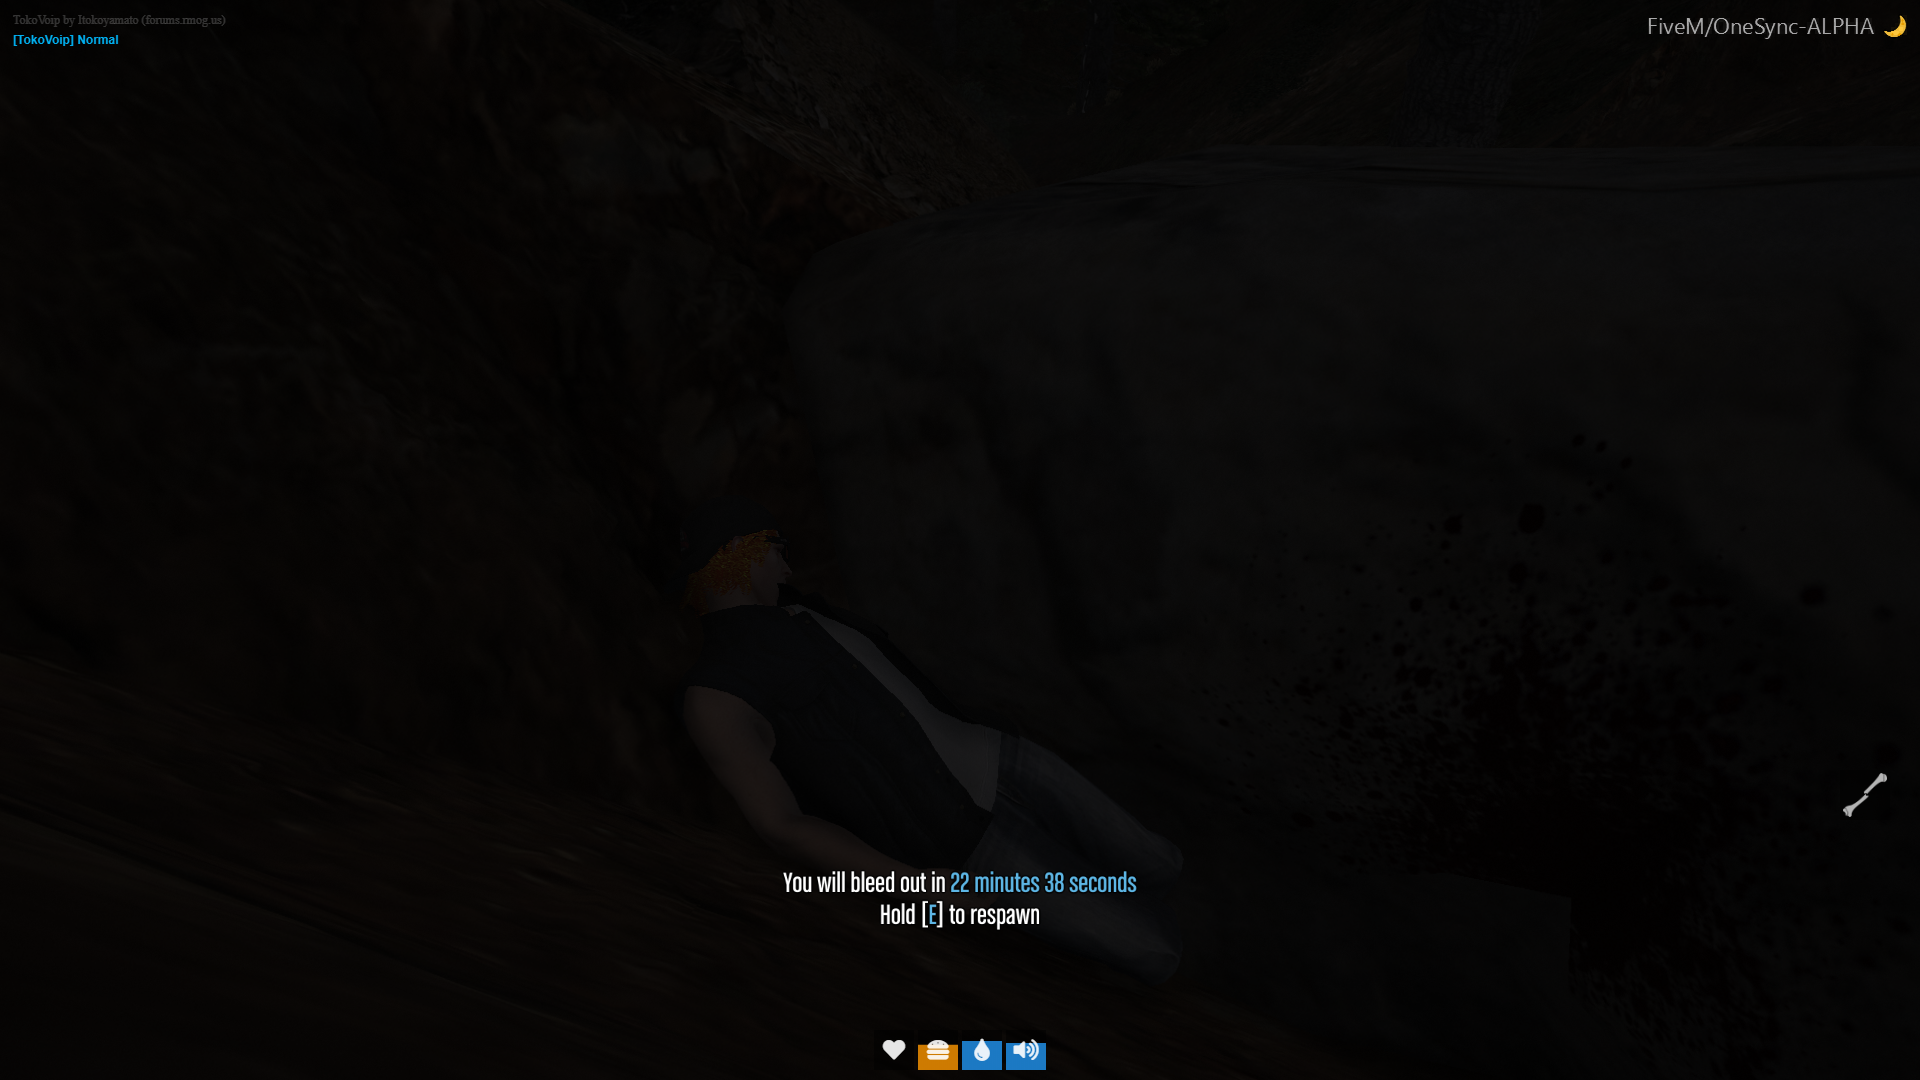 TokoVoip by Itokoyamato (forums.rmog.us)
[TokoVoip] Normal
FiveM/OneSync-ALPHA 🌙
You will bleed out in 22 minutes 38 seconds
Hold [E] to respawn